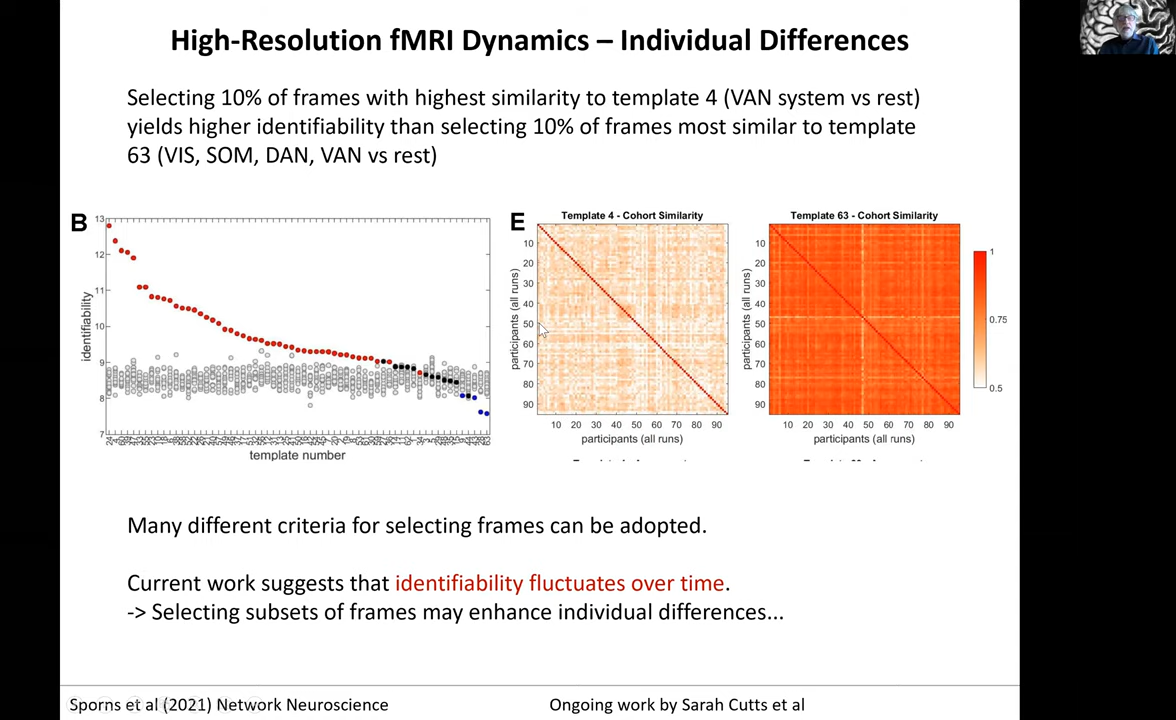 High-Resolution fMRI Dynamics – Individual Differences
Selecting 10% of frames with highest similarity to template 4 (VAN system vs rest)
yields higher identifiability than selecting 10% of frames most similar to template
63 (VIS, SOM, DAN, VAN vs rest)
B
13
12
11
10
9
8
7
identifiability
template number
E
Template 4 - Cohort Similarity
10
20
30
40
50
60
70
80
90
participants (all runs)
10 20 30 40 50 60 70 80 90
participants (all runs)
Template 63 - Cohort Similarity
10
20
30
40
50
60
70
80
90
participants (all runs)
10 20 30 40 50 60 70 80 90
participants (all runs)
1
0.75
0.5
Many different criteria for selecting frames can be adopted.
Current work suggests that identifiability fluctuates over time.
-> Selecting subsets of frames may enhance individual differences...
Sporns et al (2021) Network Neuroscience
Ongoing work by Sarah Cutts et al